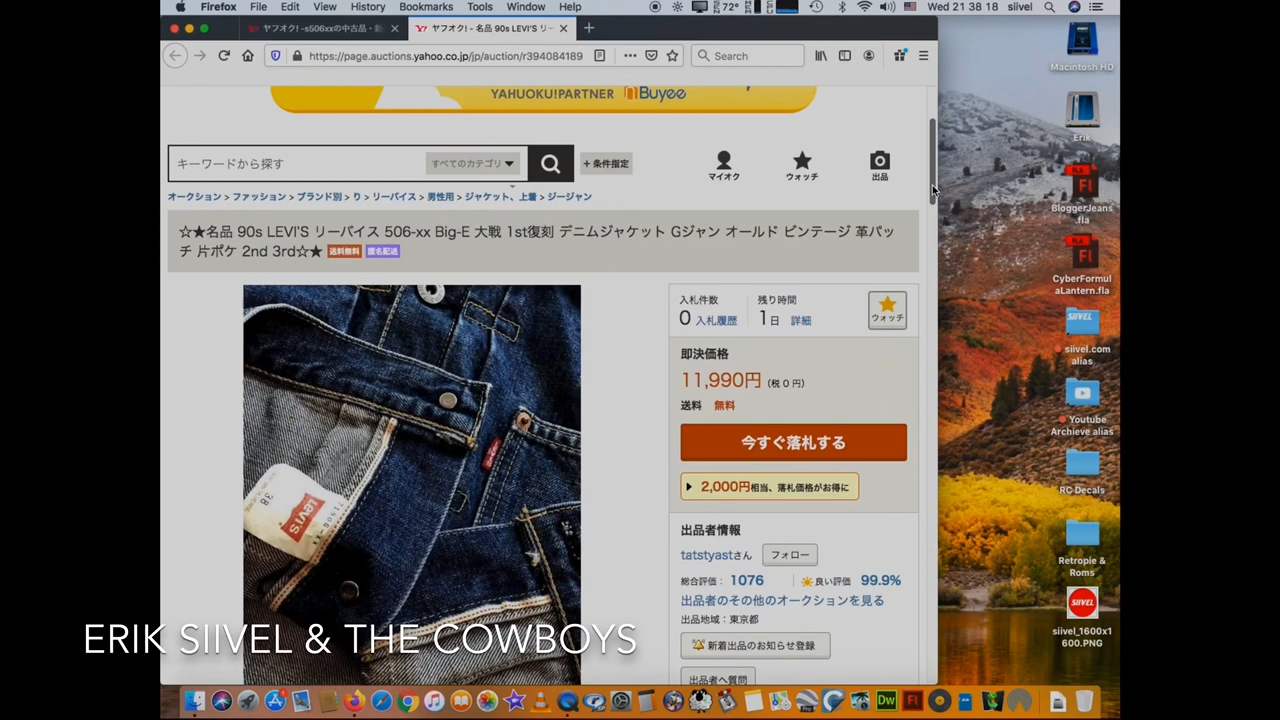 Firefox File Edit View History Bookmarks Tools Window Help 72° Wed 21 38 18 siivel
ヤフオク! -s506xxの中古品・新
ヤフオク! - 名品 90s LEVI'S リー
https://page.auctions.yahoo.co.jp/jp/auction/r394084189
Search
YAHUOKU!PARTNER Buyee
キーワードから探す
すべてのカテゴリ
+条件指定
マイオク
ウォッチ
出品
オークション > ファッション > ブランド別 > り > リーバイス > 男性用 > ジャケット、上着 > ジージャン
☆★名品 90s LEVI'S リーバイス 506-xx Big-E 大戦 1st復刻 デニムジャケット Gジャン オールド ビンテージ 革パッ
チ 片ポケ 2nd 3rd☆★ 送料無料 匿名配送
入札件数
0 入札履歴
残り時間
1日 詳細
ウォッチ
即決価格
11,990円 (税 0 円)
送料 無料
今すぐ落札する
2,000円相当、落札価格がお得に
出品者情報
tatstyastさん
フォロー
総合評価: 1076
良い評価 99.9%
出品者のその他のオークションを見る
出品地域:東京都
新着出品のお知らせ登録
出品者へ質問
38
LEVI'S
ERIK SIIVEL & THE COWBOYS
Macintosh HD
Erik
BloggerJeans
.fla
CyberFormu
laLantern.fla
siivel.com
alias
Youtube
Archieve alias
RC Decals
Retropie &
Roms
SIIVEL
siivel_1600x1
600.PNG
Dw